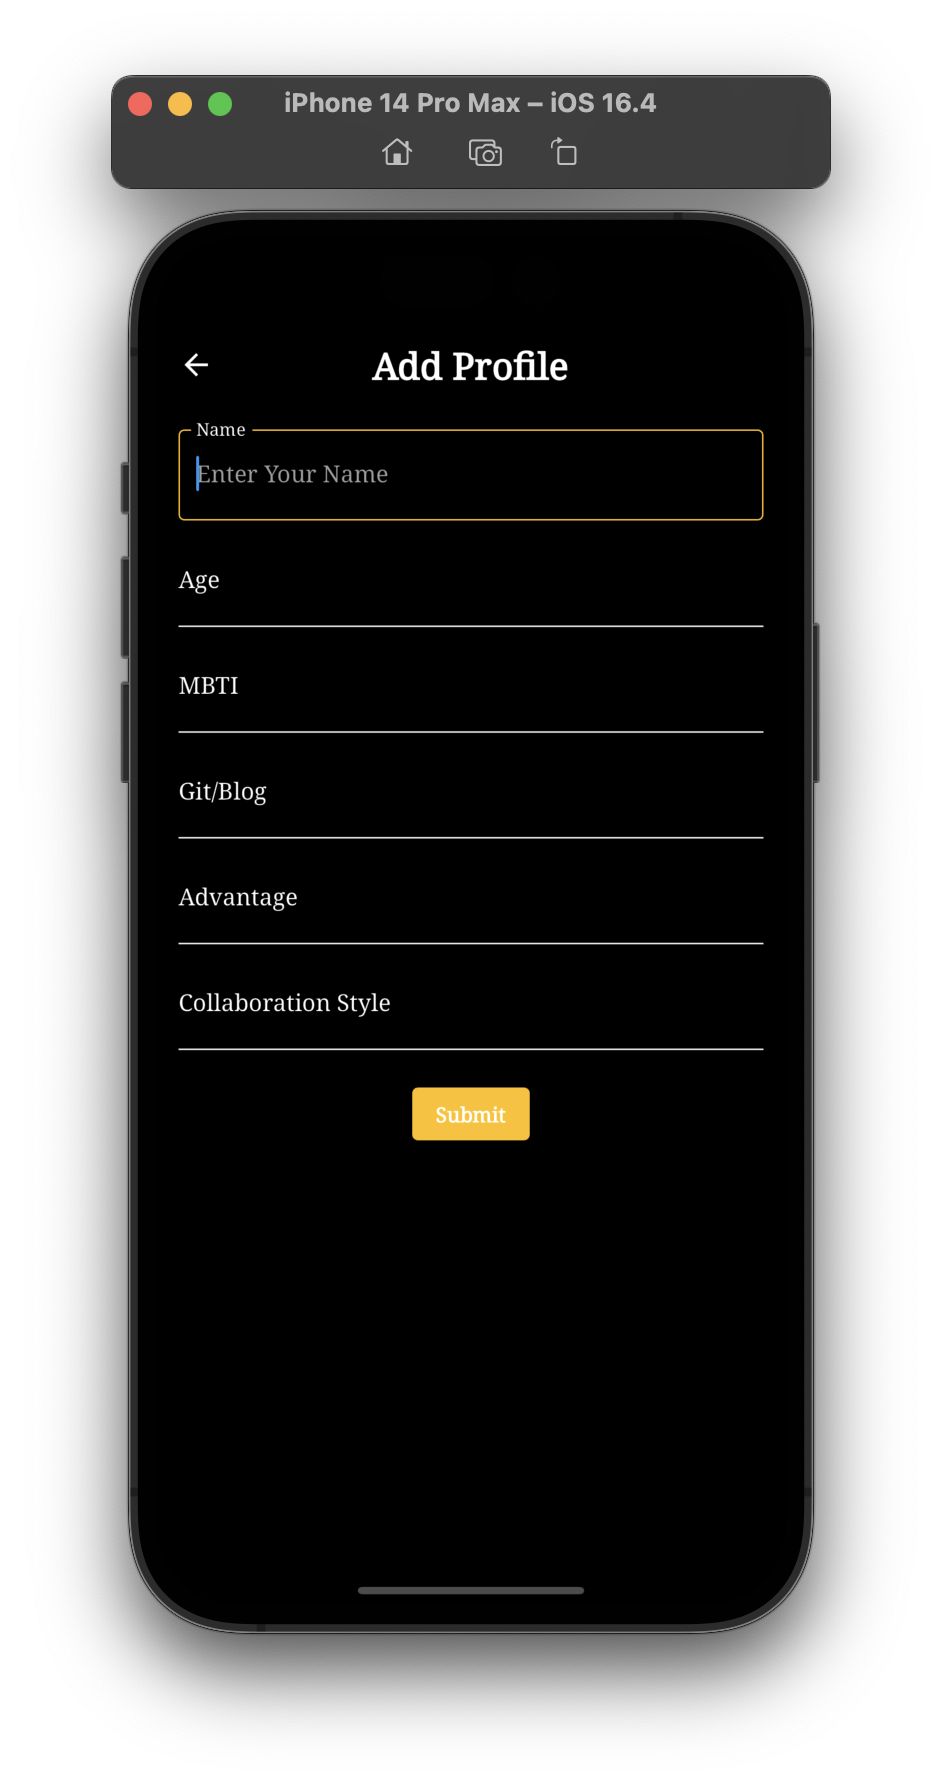 iPhone 14 Pro Max – iOS 16.4
Add Profile
Name
Enter Your Name
Age
MBTI
Git/Blog
Advantage
Collaboration Style
Submit